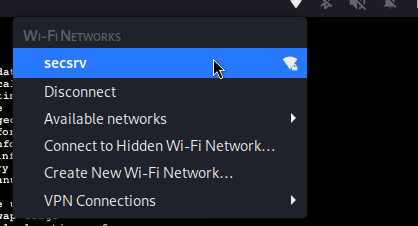 Wi-Fi Networks
secsrv
Disconnect
Available networks
Connect to Hidden Wi-Fi Network...
Create New Wi-Fi Network...
VPN Connections